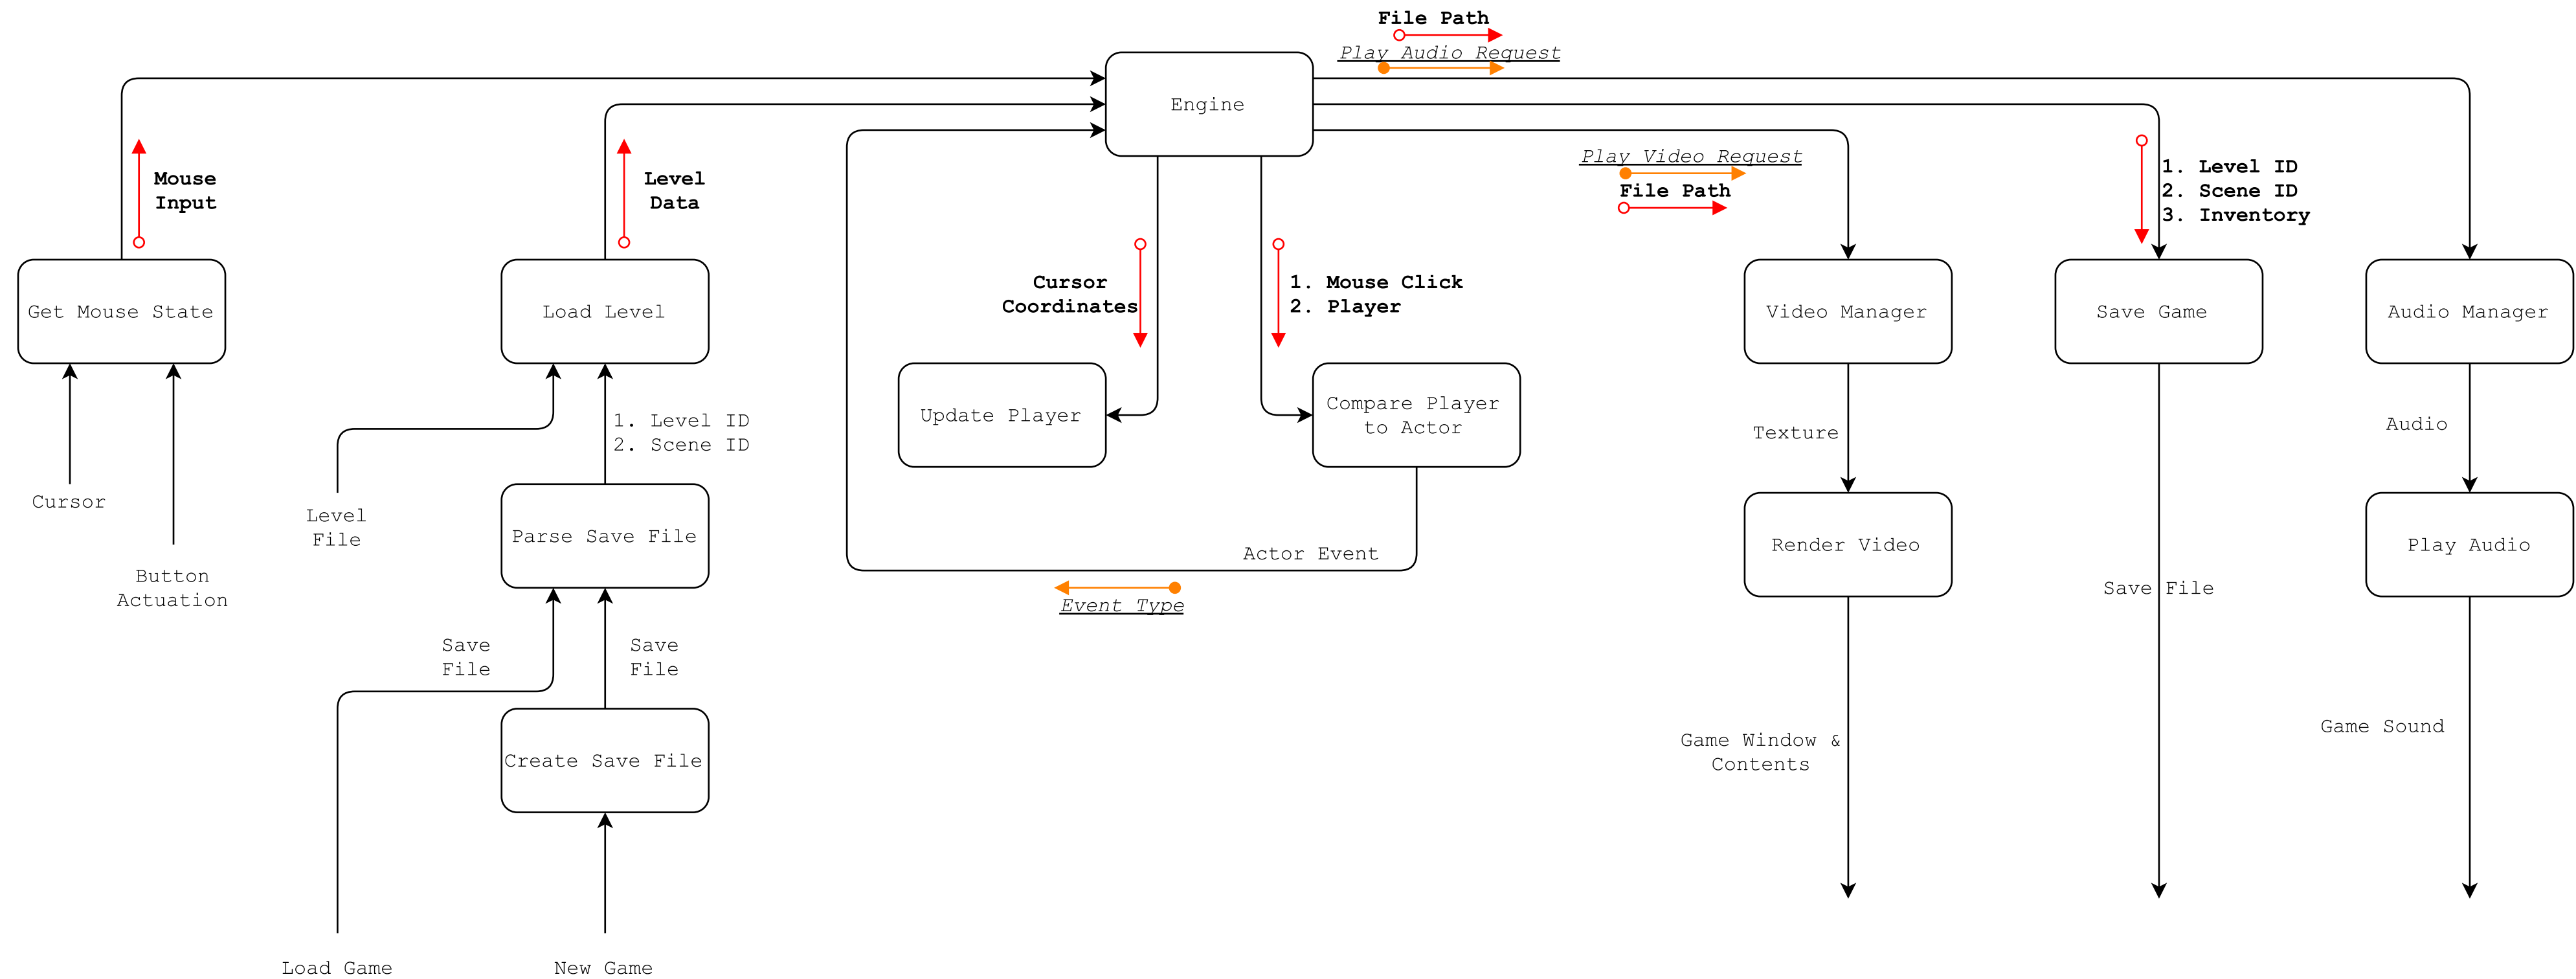 File Path
Play Audio Request
Engine
Play Video Request
File Path
Mouse
Input
Level
Data
1. Level ID
2. Scene ID
3. Inventory
Cursor
Coordinates
1. Mouse Click
2. Player
Get Mouse State
Load Level
Video Manager
Save Game
Audio Manager
Update Player
Compare Player
to Actor
1. Level ID
2. Scene ID
Texture
Audio
Cursor
Level
File
Parse Save File
Actor Event
Render Video
Play Audio
Button
Actuation
Event Type
Save File
Save
File
Save
File
Game Window &
Contents
Game Sound
Create Save File
Load Game
New Game